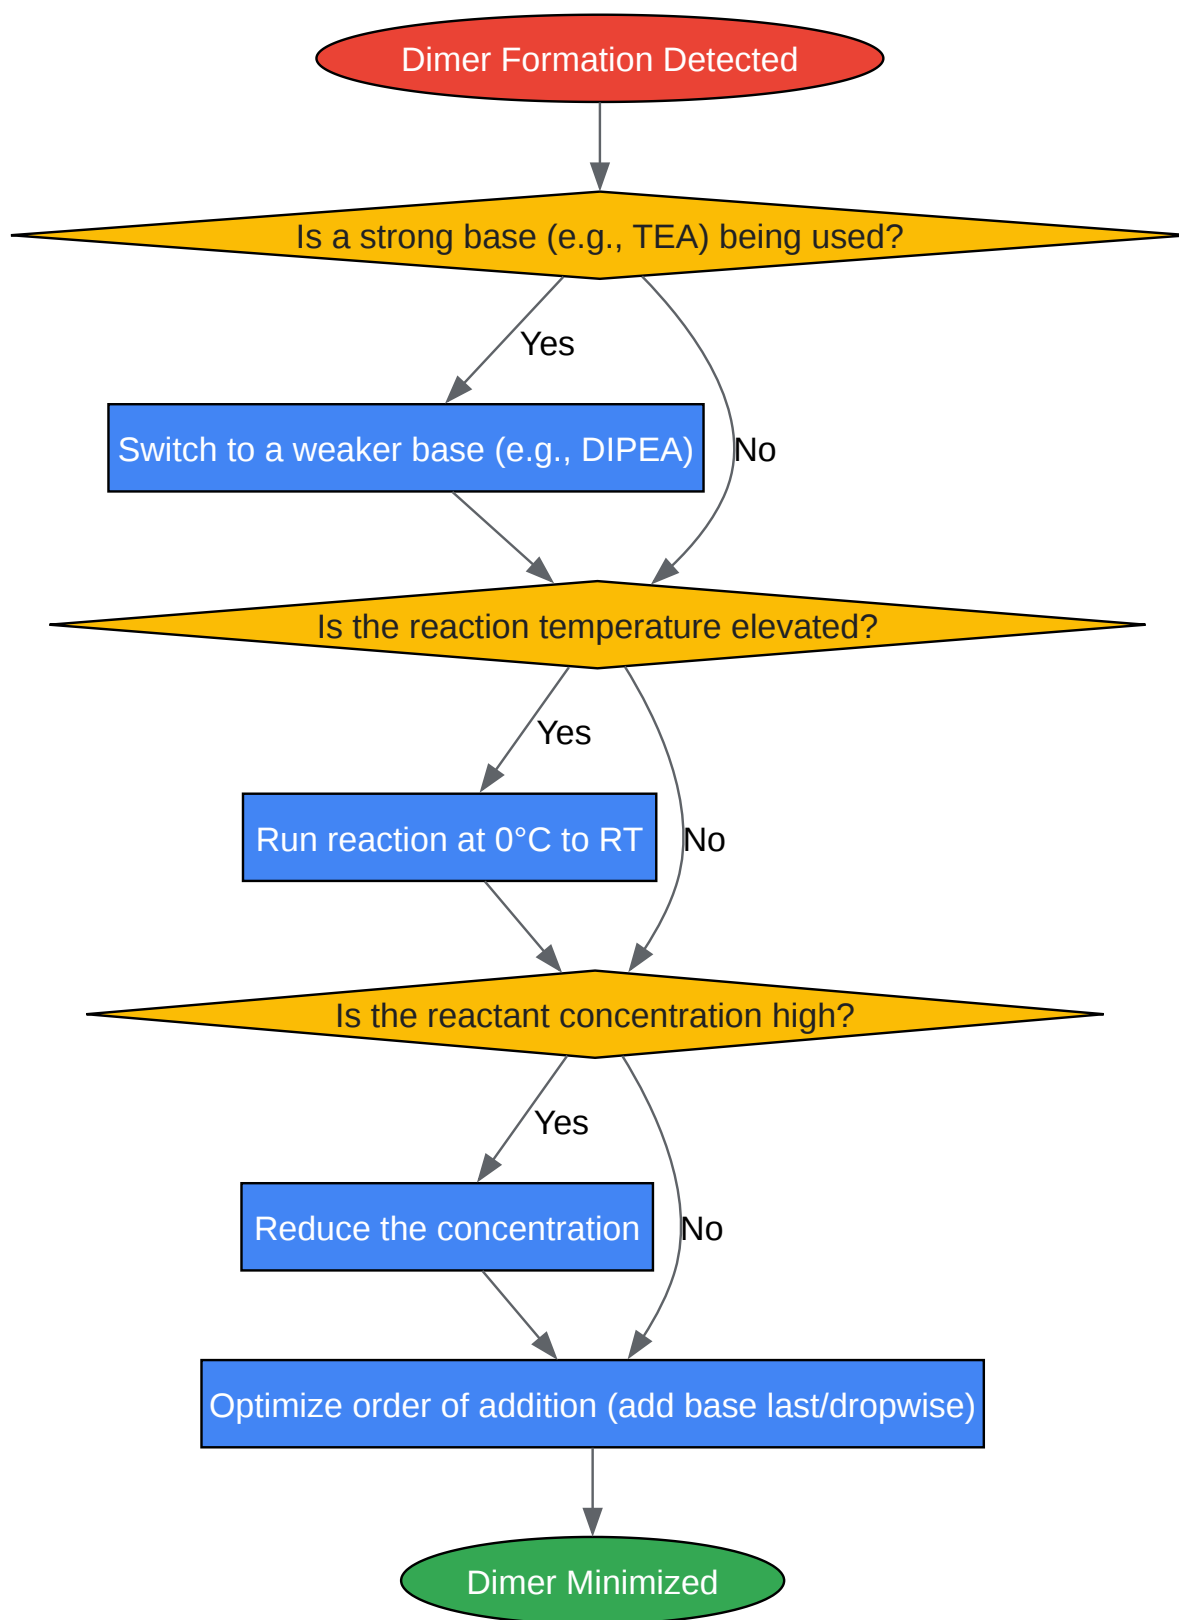 Dimer Formation Detected
Is a strong base (e.g., TEA) being used?
Yes
Switch to a weaker base (e.g., DIPEA)
No
Is the reaction temperature elevated?
Yes
Run reaction at 0°C to RT
No
Is the reactant concentration high?
Yes
Reduce the concentration
No
Optimize order of addition (add base last/dropwise)
Dimer Minimized